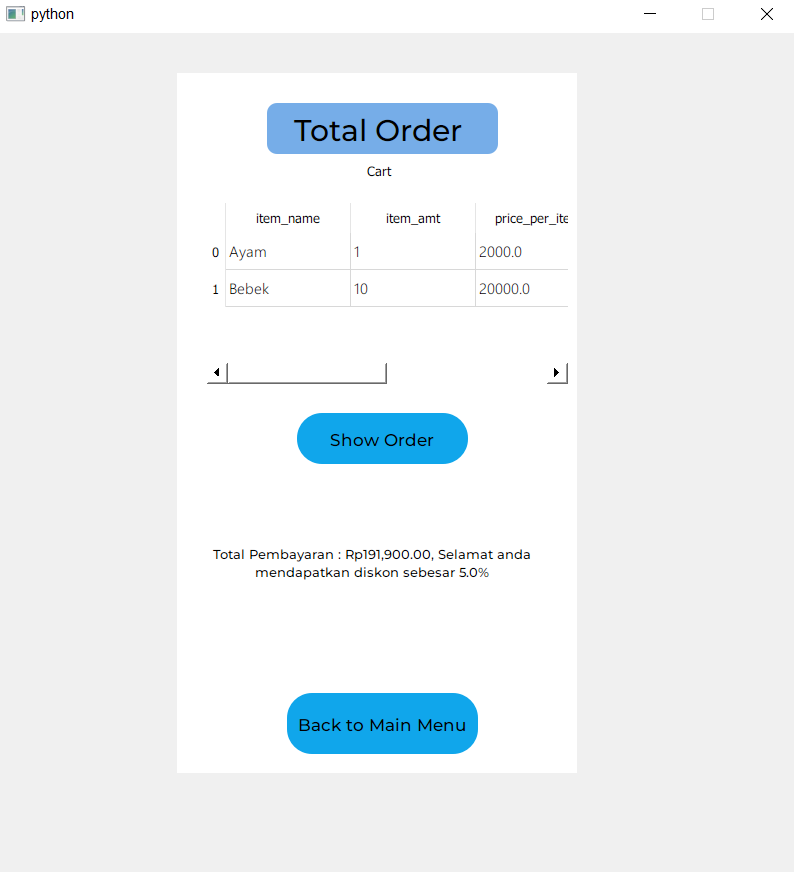 python
Total Order
Cart
item_name item_amt price_per_ite
0 Ayam 1 2000.0
1 Bebek 10 20000.0
Show Order
Total Pembayaran : Rp191,900.00, Selamat anda
mendapatkan diskon sebesar 5.0%
Back to Main Menu